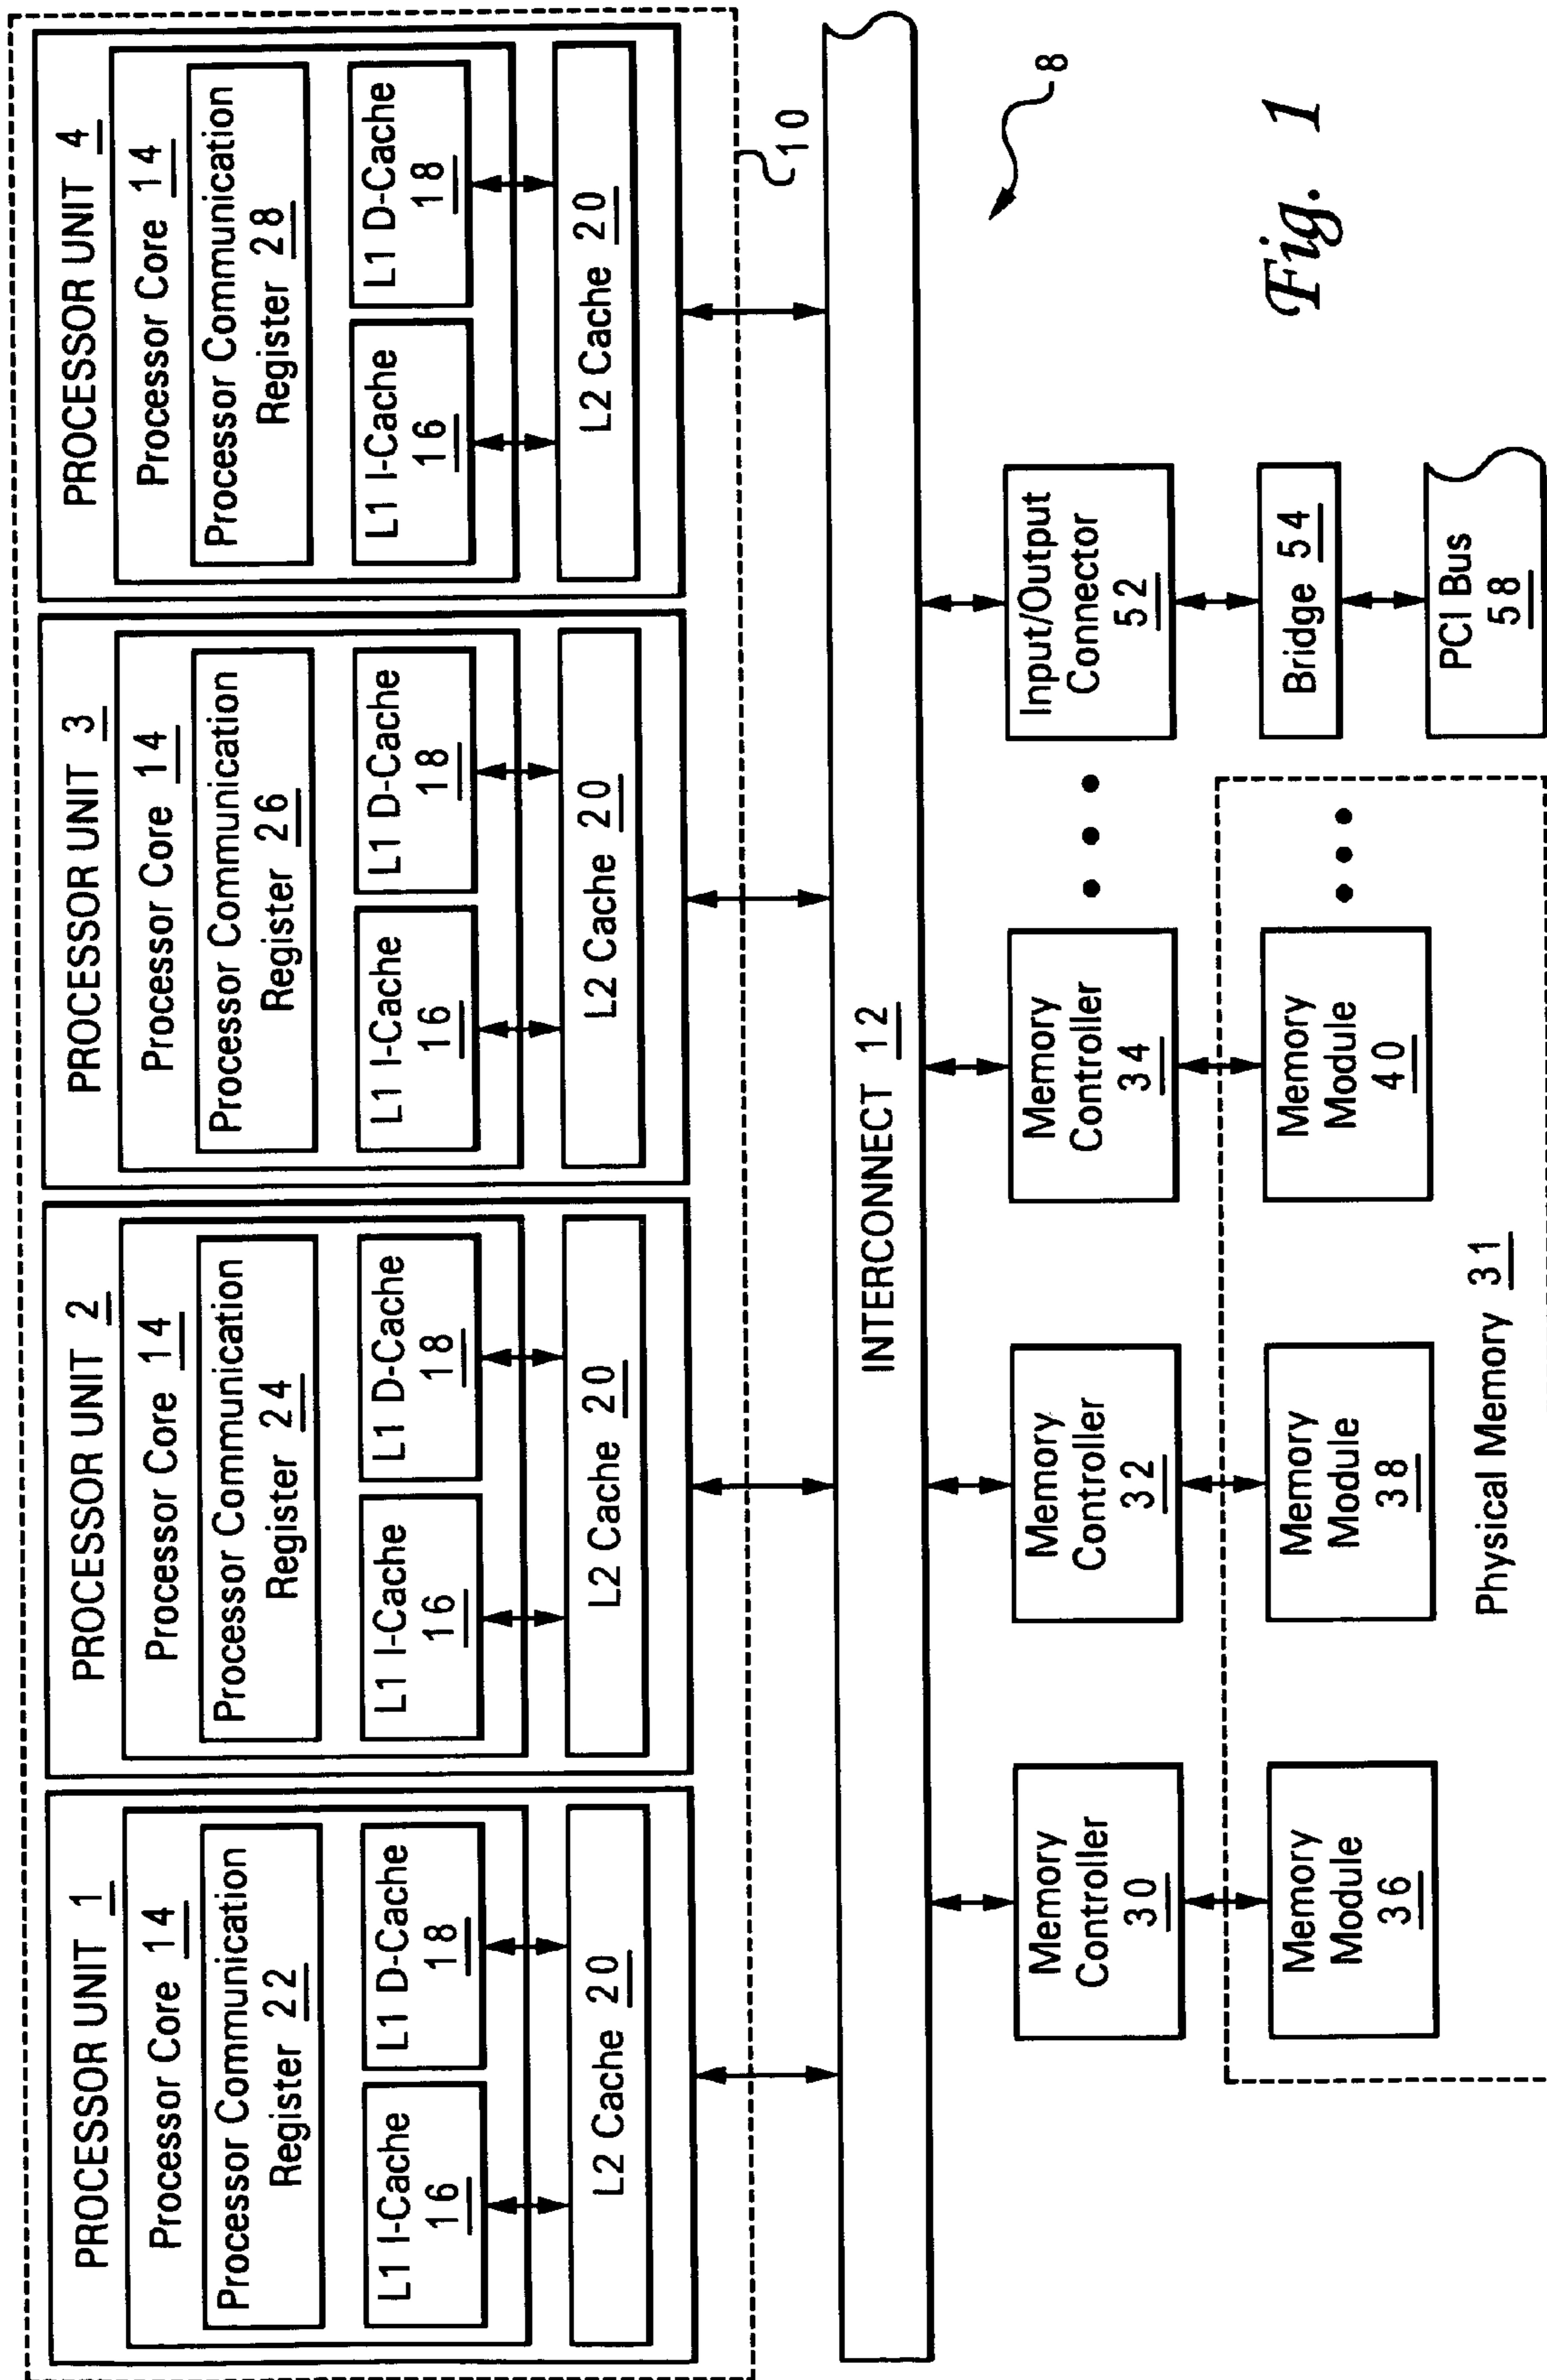 PROCESSOR UNIT 1
Processor Core 14
Processor Communication
Register 22
L1 I-Cache
16
L1 D-Cache
18
L2 Cache 20
PROCESSOR UNIT 2
Processor Core 14
Processor Communication
Register 24
L1 I-Cache
16
L1 D-Cache
18
L2 Cache 20
PROCESSOR UNIT 3
Processor Core 14
Processor Communication
Register 26
L1 I-Cache
16
L1 D-Cache
18
L2 Cache 20
PROCESSOR UNIT 4
Processor Core 14
Processor Communication
Register 28
L1 I-Cache
16
L1 D-Cache
18
L2 Cache 20
10
INTERCONNECT 12
8
Memory
Controller
30
Memory
Controller
32
Memory
Controller
34
Input/Output
Connector
52
Memory
Module
36
Memory
Module
38
Memory
Module
40
Bridge 54
Physical Memory 31
PCI Bus
58
Fig. 1